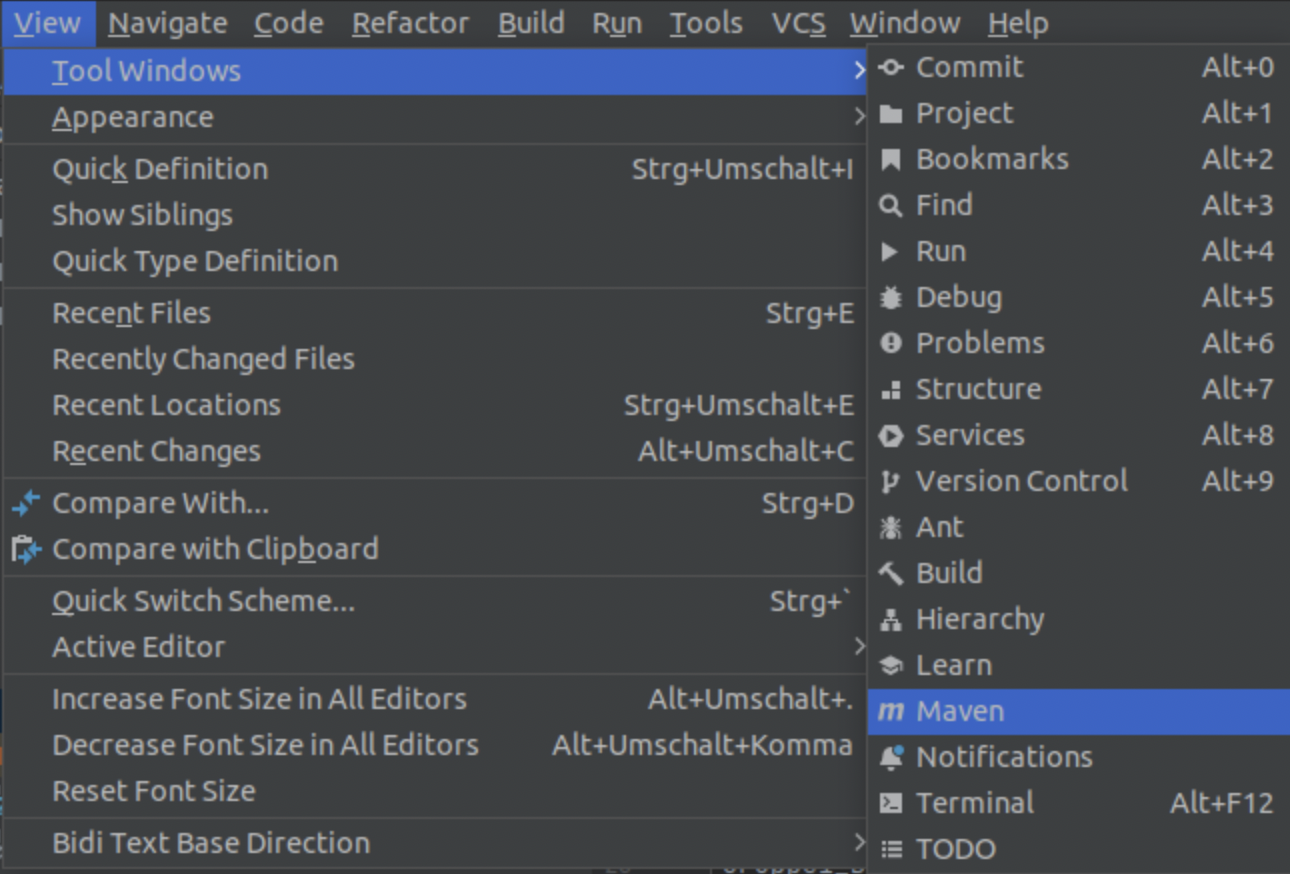 View Navigate Code Refactor Build Run Tools VCS Window Help
Tool Windows
Appearance
Quick Definition Strg+Umschalt+I
Show Siblings
Quick Type Definition
Recent Files Strg+E
Recently Changed Files
Recent Locations Strg+Umschalt+E
Recent Changes Alt+Umschalt+C
Compare With... Strg+D
Compare with Clipboard
Quick Switch Scheme... Strg+`
Active Editor
Increase Font Size in All Editors Alt+Umschalt+.
Decrease Font Size in All Editors Alt+Umschalt+Komma
Reset Font Size
Bidi Text Base Direction
Commit Alt+0
Project Alt+1
Bookmarks Alt+2
Find Alt+3
Run Alt+4
Debug Alt+5
Problems Alt+6
Structure Alt+7
Services Alt+8
Version Control Alt+9
Ant
Build
Hierarchy
Learn
m Maven
Notifications
Terminal Alt+F12
TODO